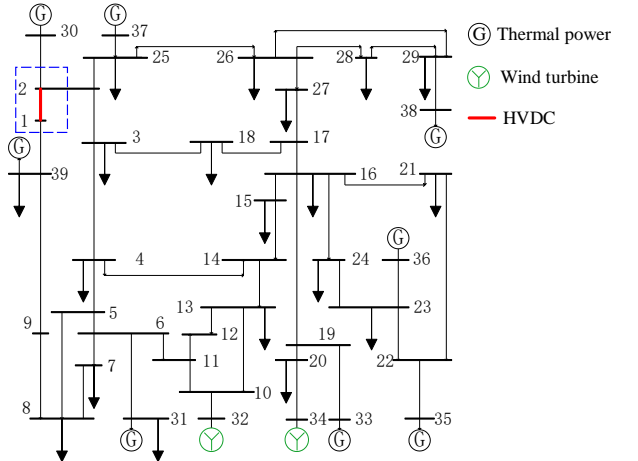 G G
30 37
25 26 28 29
G Thermal power
Wind turbine
HVDC
2
27
1
38
G
G
3 18 17
39 16 21
15
G
4 14 24 36
13
5 23
9 6 12 19
7 11 20 22
10
8 31 32 34 33 35
G G G